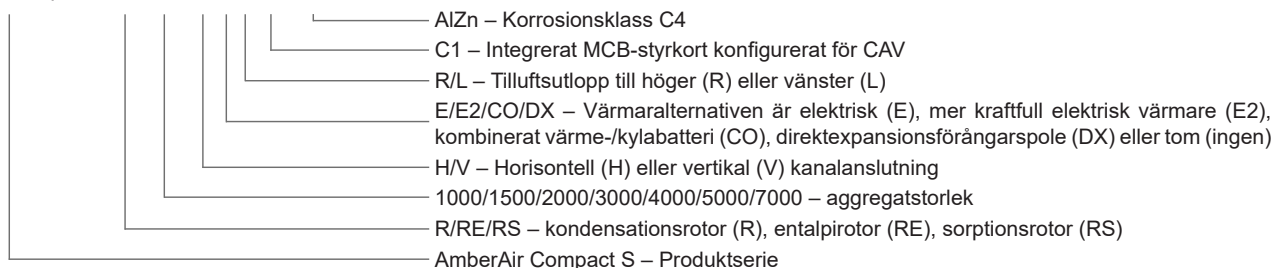 AlZn – Korrosionsklass C4
C1 – Integrerat MCB-styrkort konfigurerat för CAV
R/L – Tilluftsutlopp till höger (R) eller vänster (L)
E/E2/CO/DX – Värmaralternativen är elektrisk (E), mer kraftfull elektrisk värmare (E2),
kombinerat värme-/kylabatteri (CO), direktexpansionsförångarspole (DX) eller tom (ingen)
H/V – Horisontell (H) eller vertikal (V) kanalanslutning
1000/1500/2000/3000/4000/5000/7000 – aggregatstorlek
R/RE/RS – kondensationsrotor (R), entalpirotor (RE), sorptionsrotor (RS)
AmberAir Compact S – Produktserie